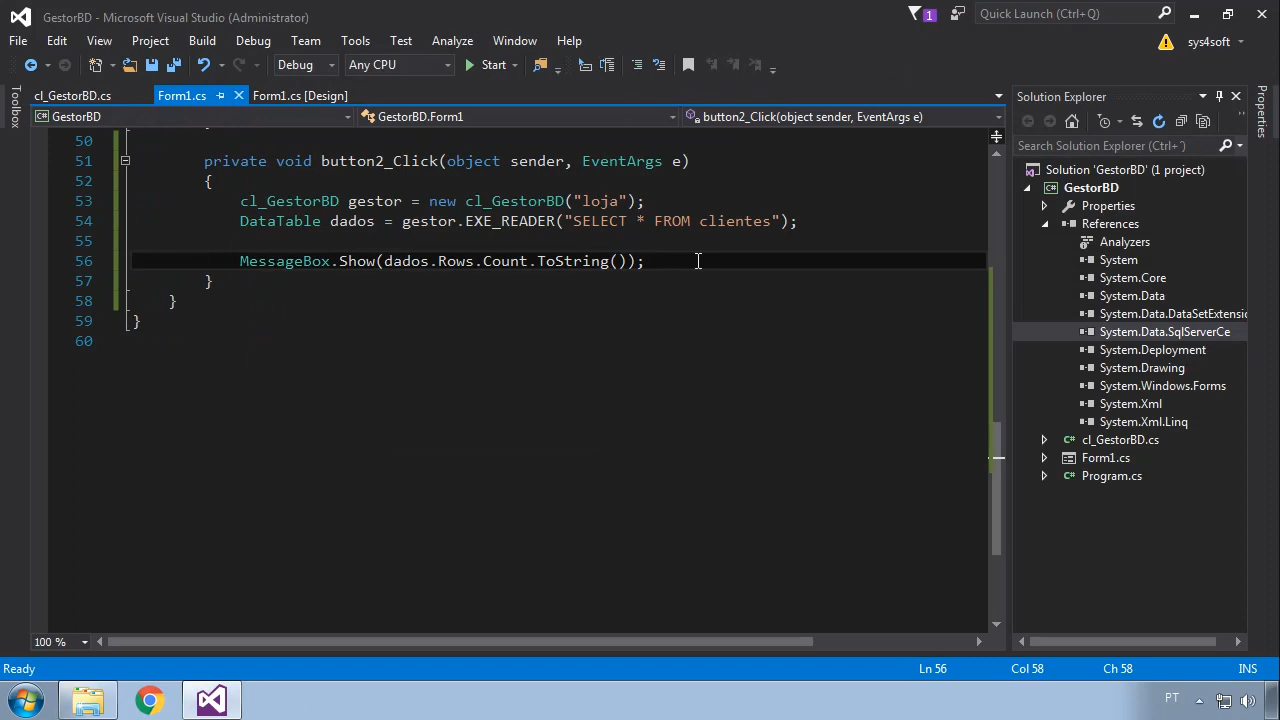 GestorBD - Microsoft Visual Studio (Administrator)
1
Quick Launch (Ctrl+Q)
File Edit View Project Build Debug Team Tools Test Analyze Window Help
sys4soft
Debug Any CPU Start
Toolbox
cl_GestorBD.cs Form1.cs Form1.cs [Design]
GestorBD GestorBD.Form1 button2_Click(object sender, EventArgs e)
50
51 private void button2_Click(object sender, EventArgs e)
52 {
53 cl_GestorBD gestor = new cl_GestorBD("loja");
54 DataTable dados = gestor.EXE_READER("SELECT * FROM clientes");
55
56 MessageBox.Show(dados.Rows.Count.ToString());
57 }
58 }
59 }
60
100 %
Solution Explorer
Search Solution Explorer (Ctrl+´)
Solution 'GestorBD' (1 project)
GestorBD
Properties
References
Analyzers
System
System.Core
System.Data
System.Data.DataSetExtensio
System.Data.SqlServerCe
System.Deployment
System.Drawing
System.Windows.Forms
System.Xml
System.Xml.Linq
cl_GestorBD.cs
Form1.cs
Program.cs
Properties
Ready Ln 56 Col 58 Ch 58 INS
PT